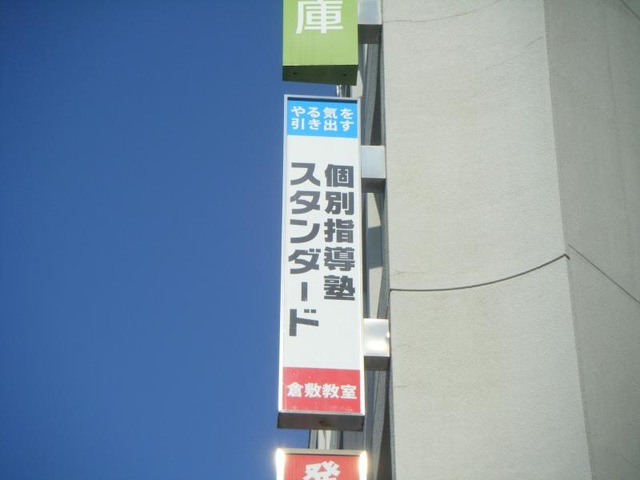 庫
やる気を
引き出す
個別指導塾
スタンダード
倉敷教室
発